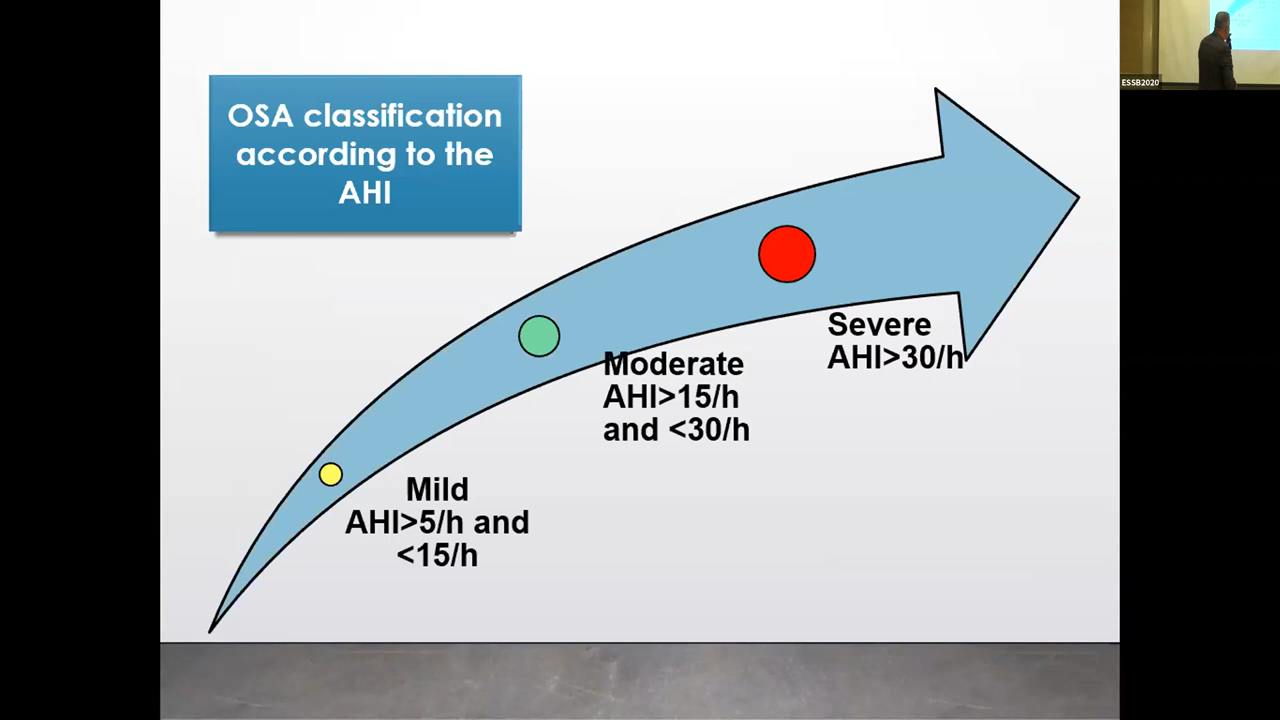 OSA classification
according to the
AHI
ESSB2020
Severe
AHI>30/h
Moderate
AHI>15/h
and <30/h
Mild
AHI>5/h and
<15/h